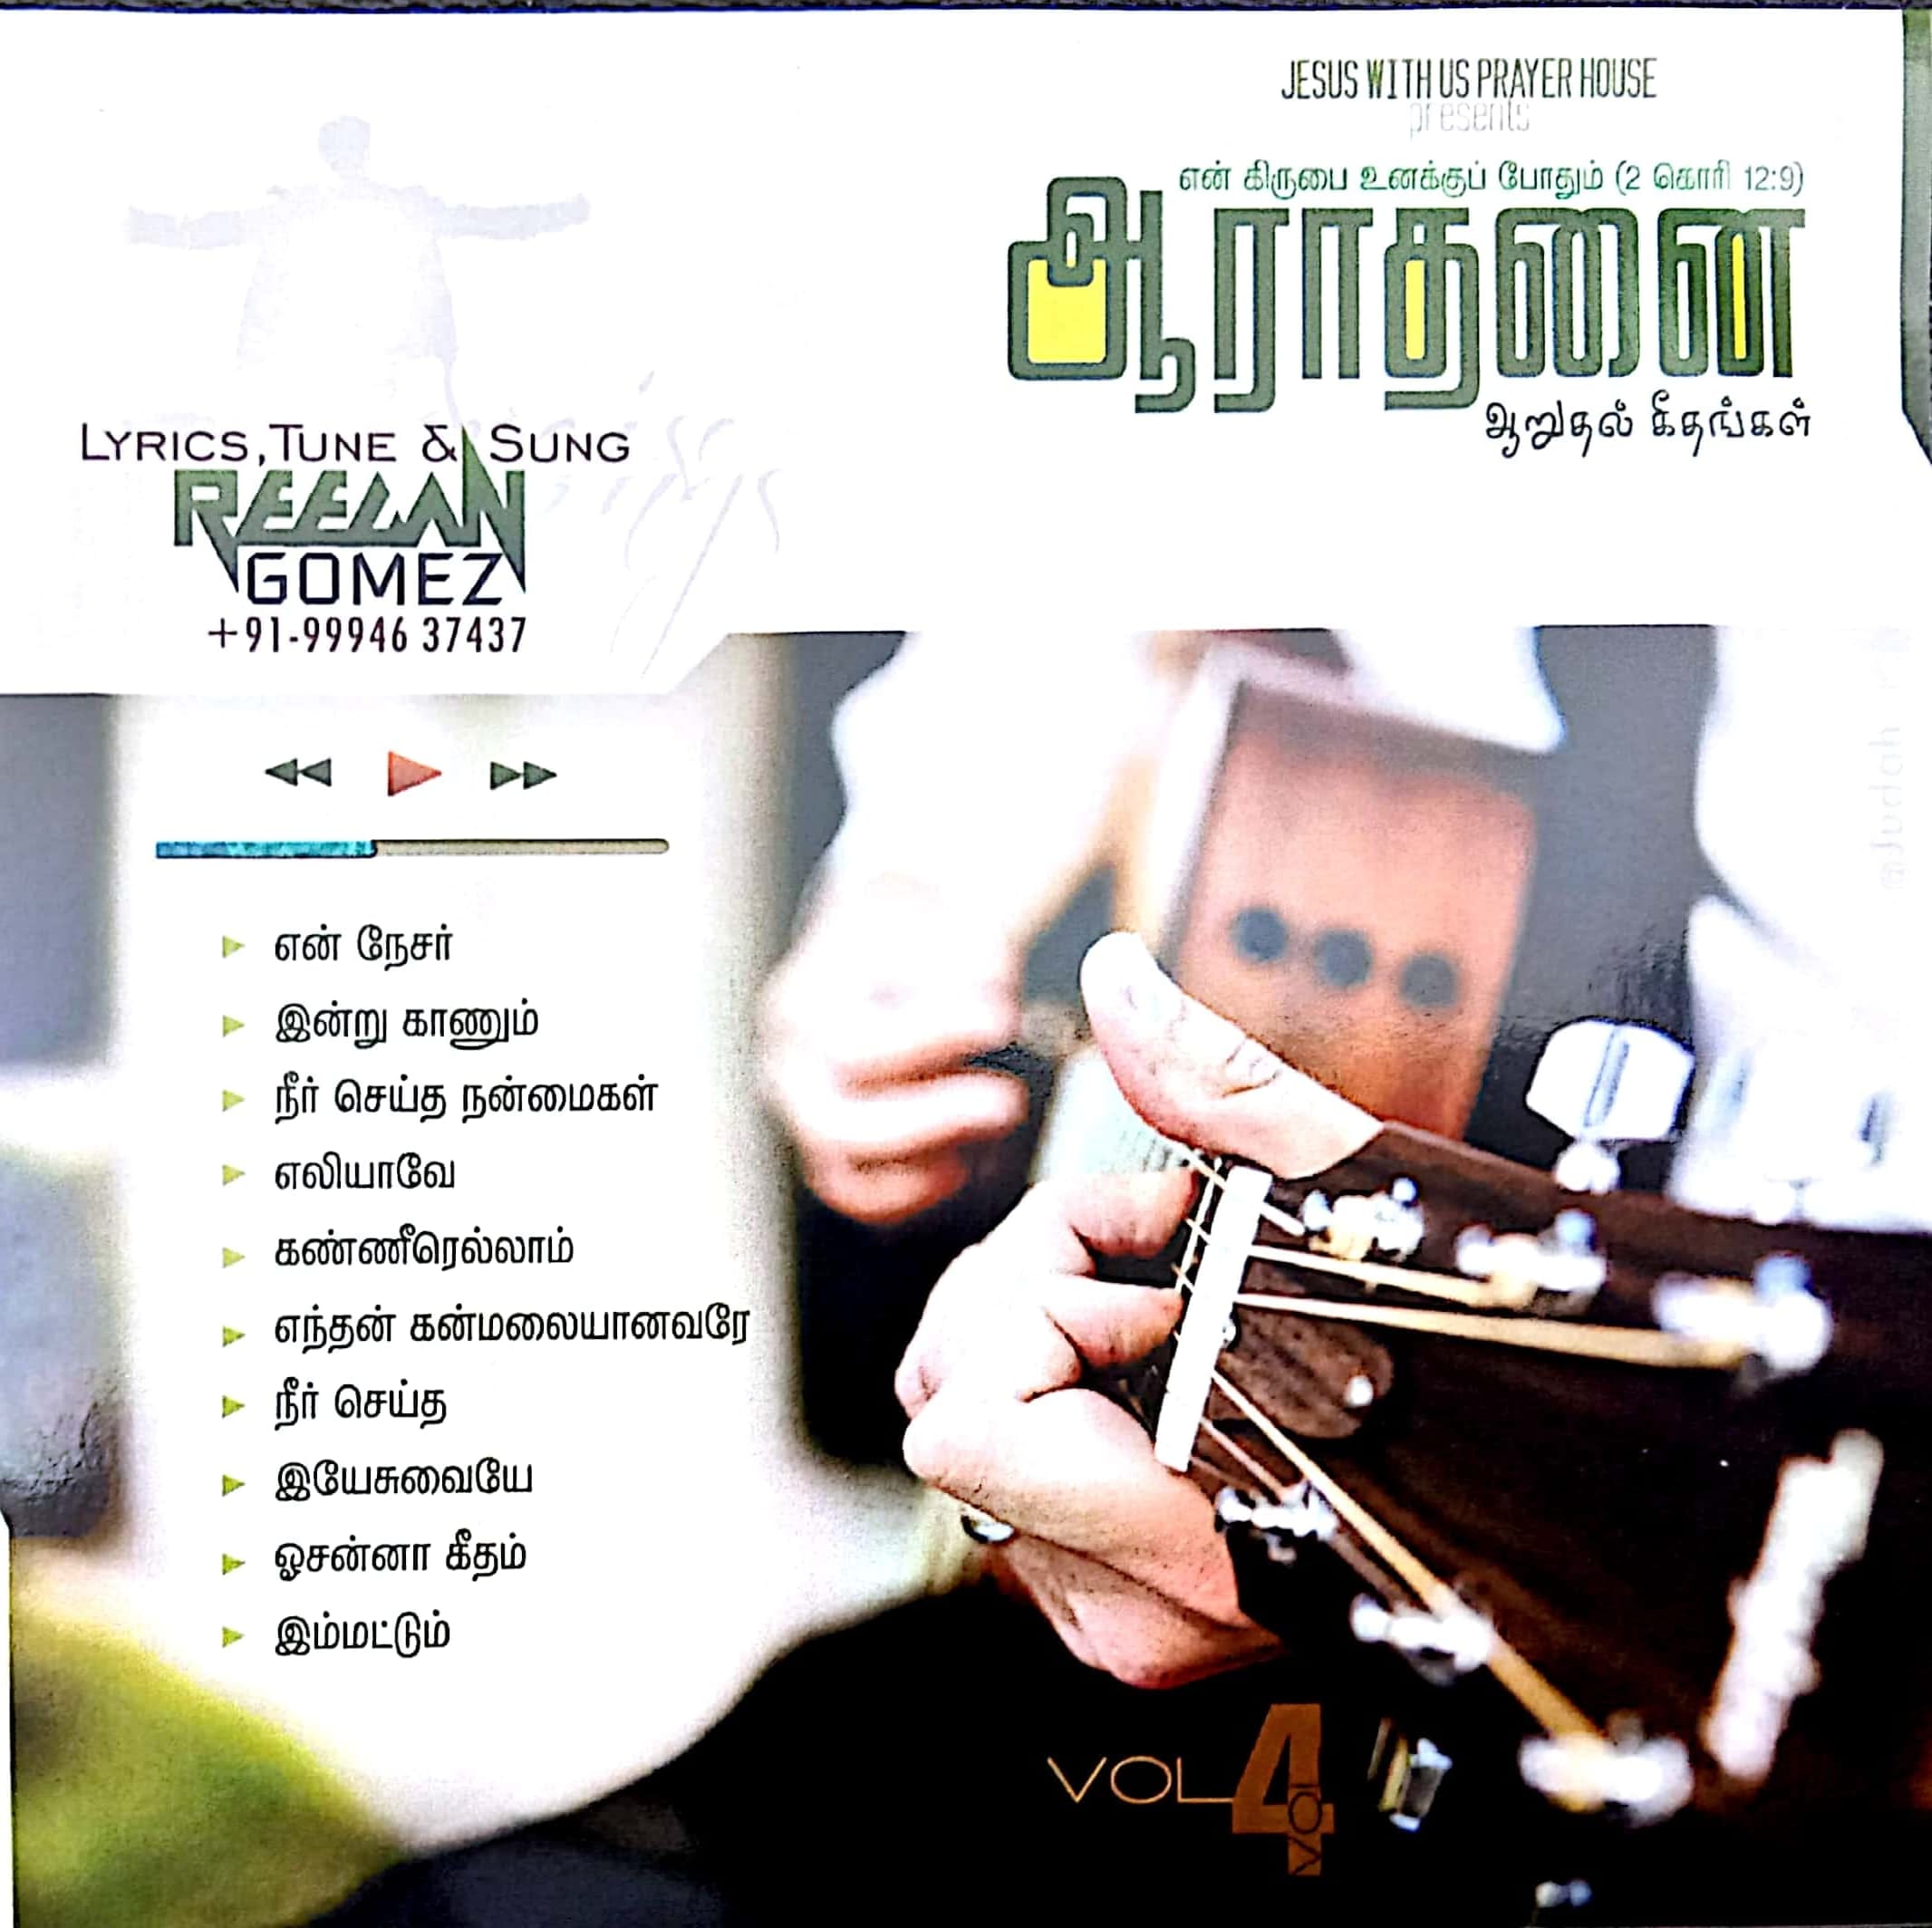 JESUS WITH US PRAYER HOUSE
presents
என் கிருபை உனக்குப் போதும் (2 கொரி 12:9)
ஆராதனை
ஆறுதல் கீதங்கள்
LYRICS, TUNE & SUNG
REELAN
GOMEZ
+91-99946 37437
என் நேசர்
இன்று காணும்
நீர் செய்த நன்மைகள்
எலியாவே
கண்ணீரெல்லாம்
எந்தன் கன்மலையானவரே
நீர் செய்த
இயேசுவையே
ஓசன்னா கீதம்
இம்மட்டும்
VOL 4
VOL